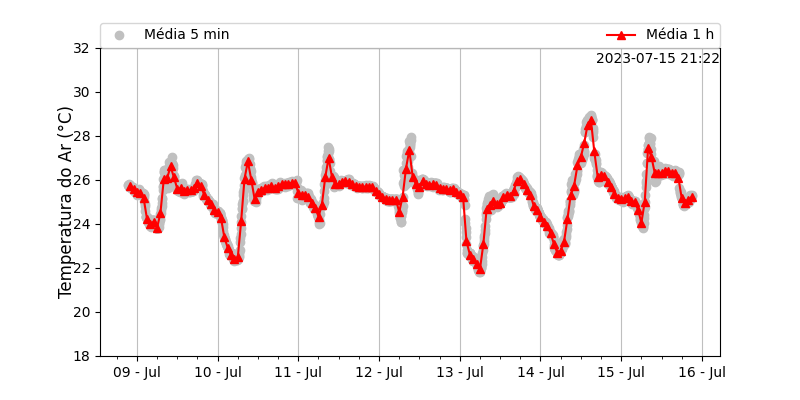 Média 5 min
Média 1 h
2023-07-15 21:22
Temperatura do Ar (°C)
32
30
28
26
24
22
20
18
09 - Jul
10 - Jul
11 - Jul
12 - Jul
13 - Jul
14 - Jul
15 - Jul
16 - Jul